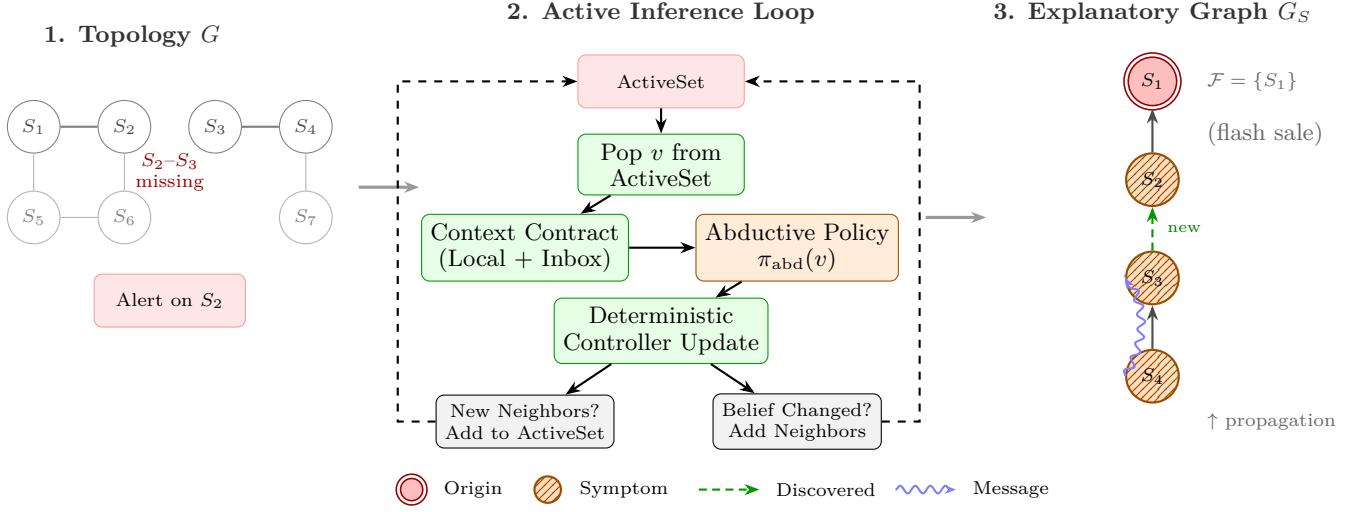 1. Topology G
S₁
S₂
S₃
S₄
S₂–S₃
missing
S₅
S₆
S₇
Alert on S₂
2. Active Inference Loop
ActiveSet
Pop v from
ActiveSet
Context Contract
(Local + Inbox)
Abductive Policy
π_abd(v)
Deterministic
Controller Update
New Neighbors?
Add to ActiveSet
Belief Changed?
Add Neighbors
3. Explanatory Graph G_S
S₁
ℱ = {S₁}
(flash sale)
S₂
new
S₃
S₄
↑ propagation
Origin
Symptom
Discovered
Message